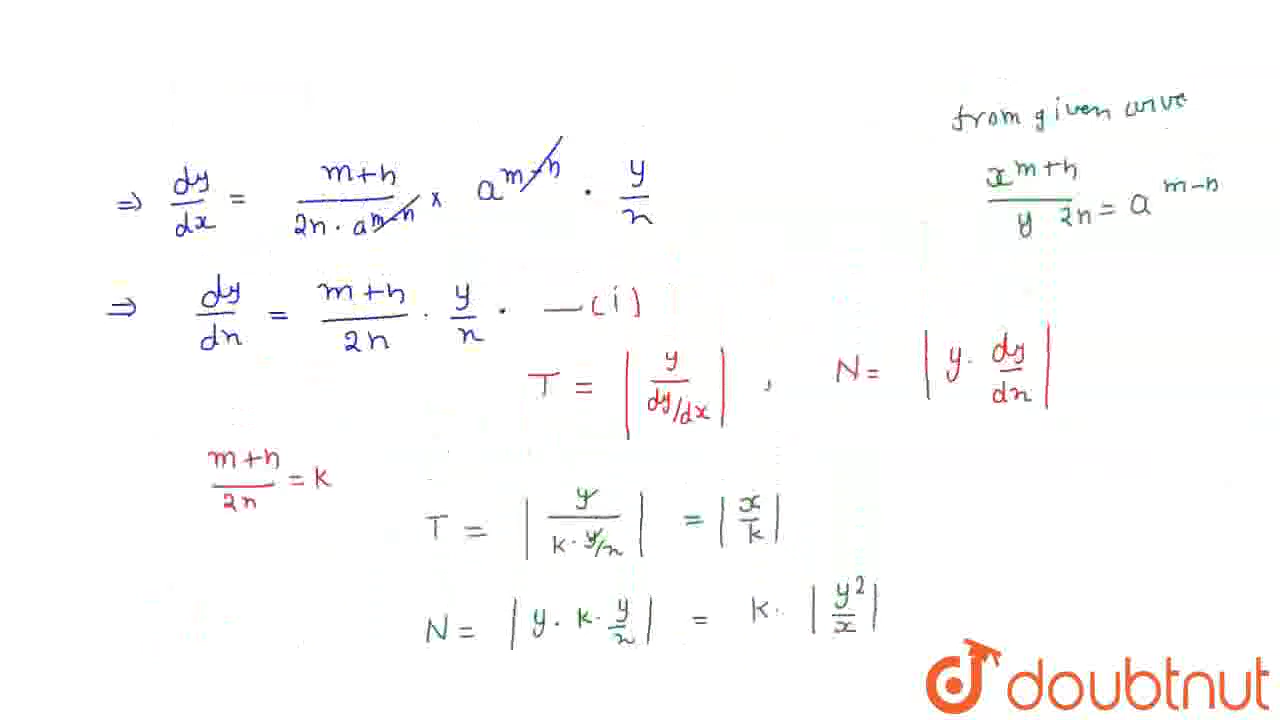 from given curve
x^{m+n} / y^{2n} = a^{m-n}
⇒ dy/dx = (m+n)/(2n · a^{m-n}) × a^{m-n} · y/x
⇒ dy/dx = (m+n)/2n · y/x · —(i)
T = |y/(dy/dx)| , N = |y · dy/dx|
(m+n)/2n = k
T = |y/(k · y/x)| = |x/k|
N = |y · k · y/x| = k · |y²/x|
doubtnut